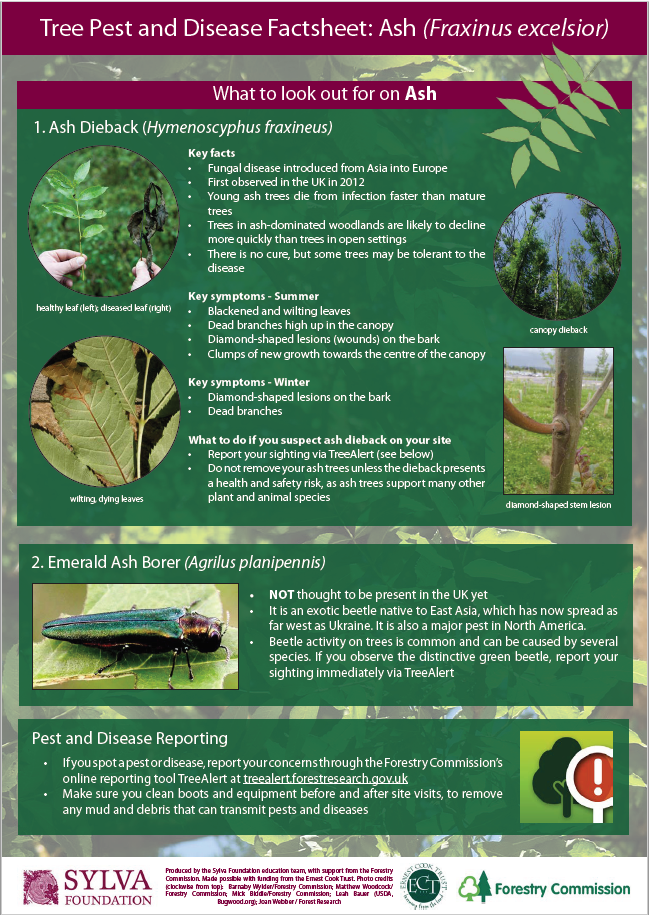 Tree Pest and Disease Factsheet: Ash (Fraxinus excelsior)
What to look out for on Ash
1. Ash Dieback (Hymenoscyphus fraxineus)
Key facts
• Fungal disease introduced from Asia into Europe
• First observed in the UK in 2012
• Young ash trees die from infection faster than mature
trees
• Trees in ash-dominated woodlands are likely to decline
more quickly than trees in open settings
• There is no cure, but some trees may be tolerant to the
disease
healthy leaf (left); diseased leaf (right)
canopy dieback
Key symptoms - Summer
• Blackened and wilting leaves
• Dead branches high up in the canopy
• Diamond-shaped lesions (wounds) on the bark
• Clumps of new growth towards the centre of the canopy
Key symptoms - Winter
• Diamond-shaped lesions on the bark
• Dead branches
What to do if you suspect ash dieback on your site
• Report your sighting via TreeAlert (see below)
• Do not remove your ash trees unless the dieback presents
a health and safety risk, as ash trees support many other
plant and animal species
wilting, dying leaves
diamond-shaped stem lesion
2. Emerald Ash Borer (Agrilus planipennis)
• NOT thought to be present in the UK yet
• It is an exotic beetle native to East Asia, which has now spread as
far west as Ukraine. It is also a major pest in North America.
• Beetle activity on trees is common and can be caused by several
species. If you observe the distinctive green beetle, report your
sighting immediately via TreeAlert
Pest and Disease Reporting
• If you spot a pest or disease, report your concerns through the Forestry Commission's
online reporting tool TreeAlert at treealert.forestresearch.gov.uk
• Make sure you clean boots and equipment before and after site visits, to remove
any mud and debris that can transmit pests and diseases
!
SYLVA
FOUNDATION
Produced by the Sylva Foundation education team, with support from the Forestry
Commission. Made possible with funding from the Ernest Cook Trust. Photo credits
(clockwise from top): Barnaby Wylder/Forestry Commission; Matthew Woodcock/
Forestry Commission; Mick Biddle/Forestry Commission; Leah Bauer (USDA,
Bugwood.org); Joan Webber / Forest Research
ERNEST COOK TRUST
ECT
Forestry Commission